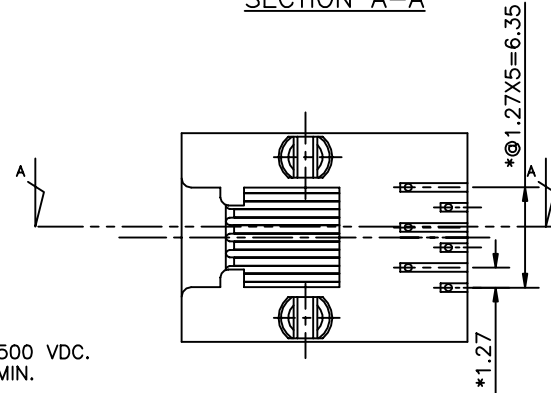 SECTION A-A
*@1.27X5=6.35
A
A
500 VDC.
MIN.
*1.27